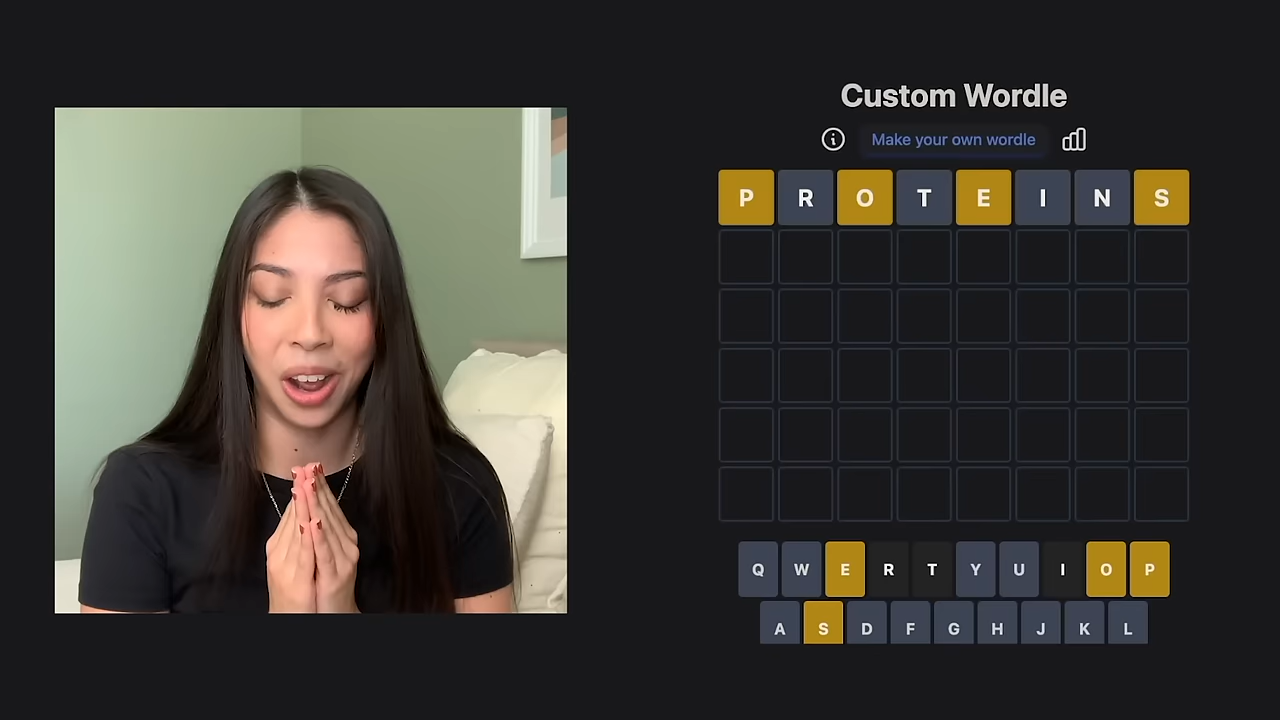 Custom Wordle
Make your own wordle
P R O T E I N S
Q W E R T Y U I O P
A S D F G H J K L